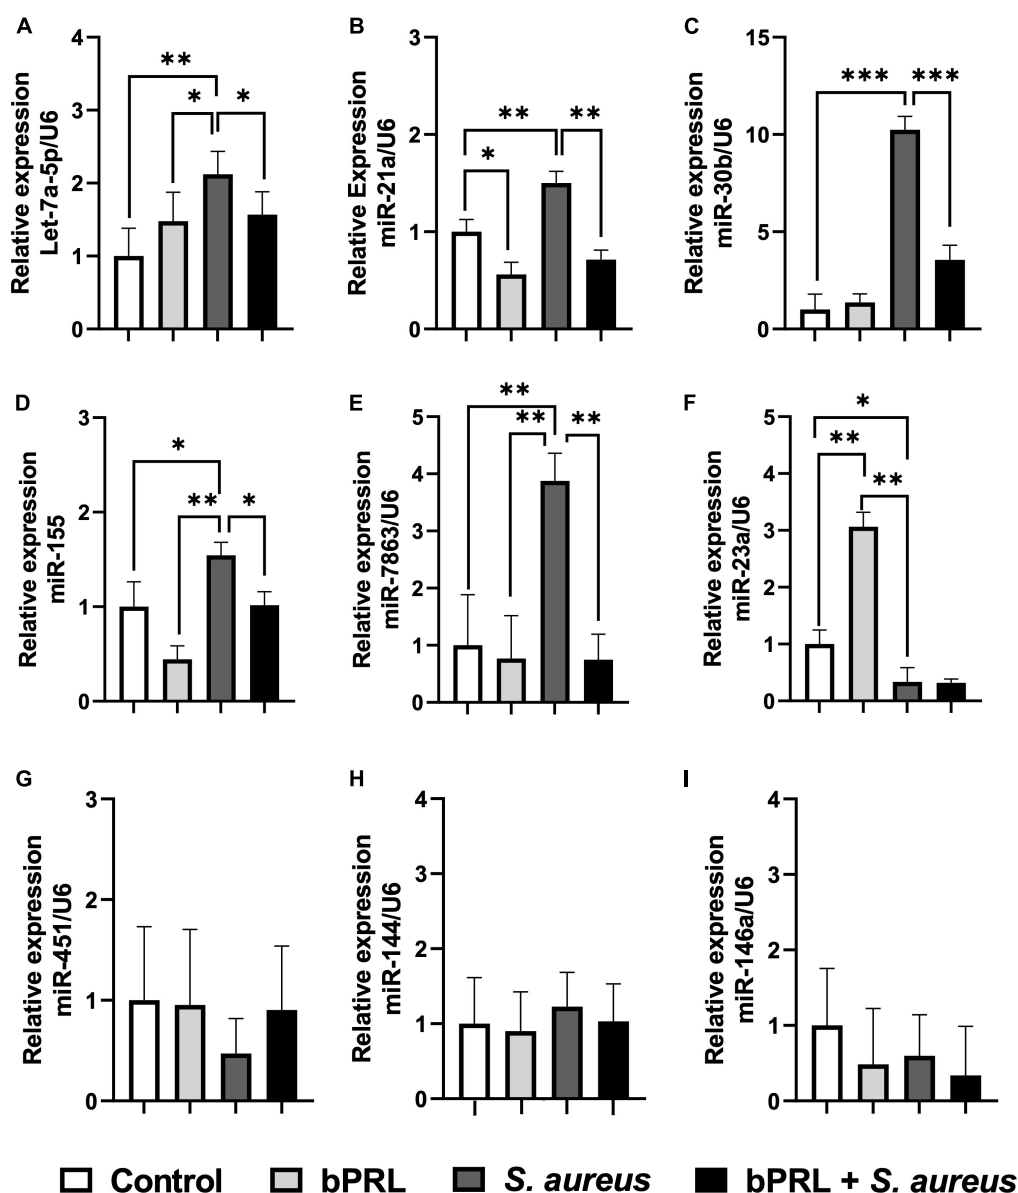 A
Relative expression
Let-7a-5p/U6
4
3
2
1
0
**
*
*
B
Relative Expression
miR-21a/U6
3
2
1
0
**
**
*
C
Relative expression
miR-30b/U6
15
10
5
0
***
***
D
Relative expression
miR-155
3
2
1
0
*
**
*
E
Relative expression
miR-7863/U6
5
4
3
2
1
0
**
**
**
F
Relative expression
miR-23a/U6
5
4
3
2
1
0
*
**
**
G
Relative expression
miR-451/U6
3
2
1
0
H
Relative expression
miR-144/U6
4
3
2
1
0
I
Relative expression
miR-146a/U6
4
3
2
1
0
Control bPRL S. aureus bPRL + S. aureus